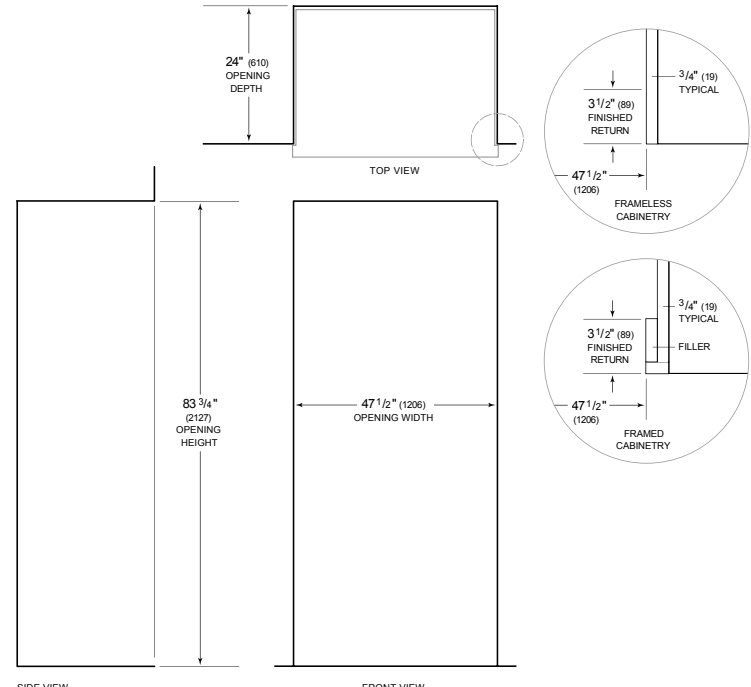 24" (610)
OPENING
DEPTH
TOP VIEW
3/4" (19)
TYPICAL
3 1/2" (89)
FINISHED
RETURN
47 1/2"
(1206)
FRAMELESS
CABINETRY
3/4" (19)
TYPICAL
3 1/2" (89)
FINISHED
RETURN
FILLER
47 1/2"
(1206)
FRAMED
CABINETRY
83 3/4"
(2127)
OPENING
HEIGHT
47 1/2" (1206)
OPENING WIDTH
SIDE VIEW
FRONT VIEW